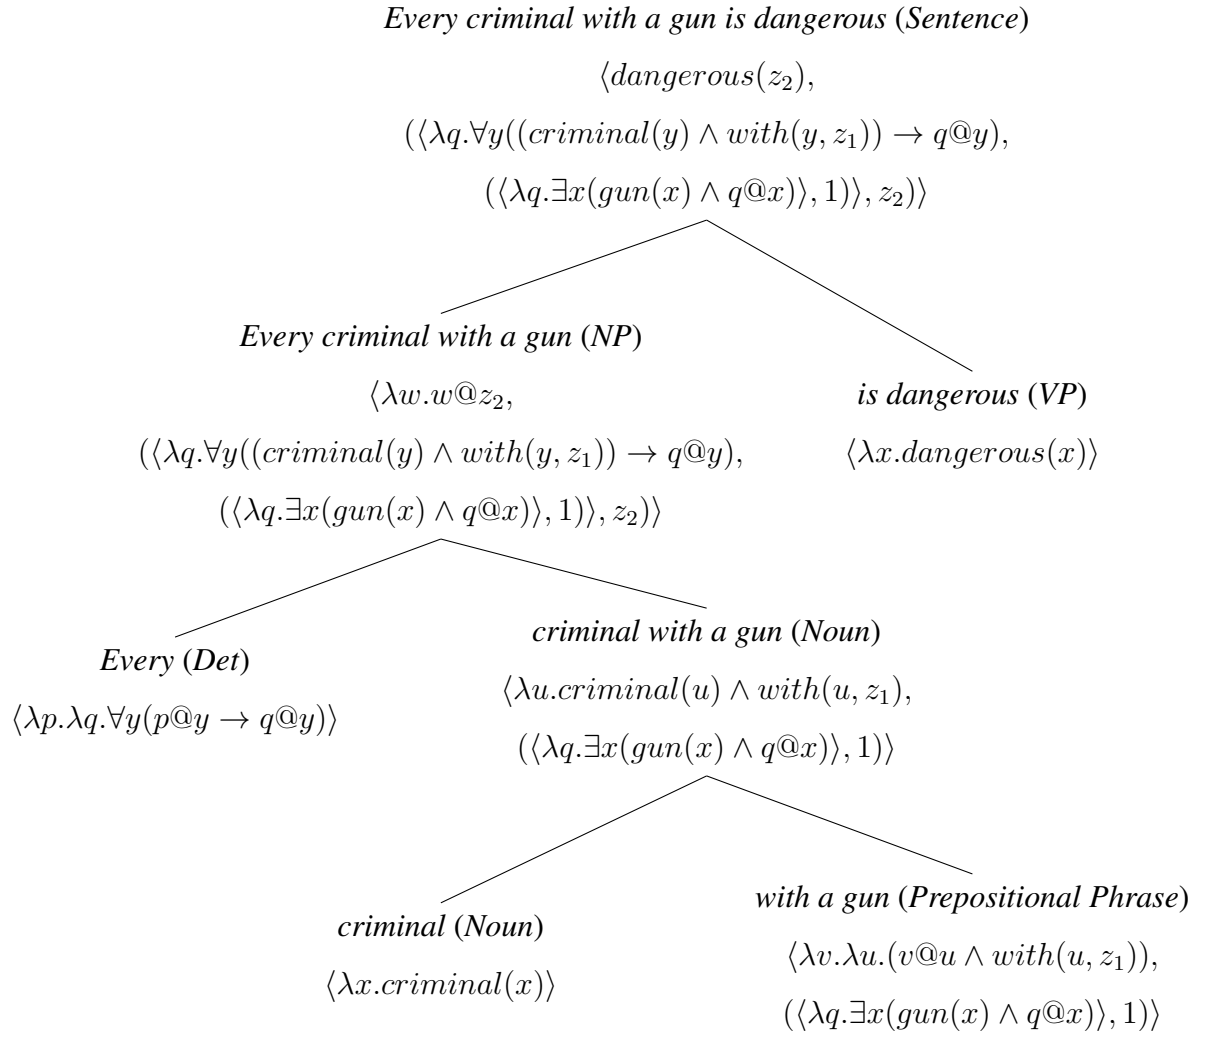 Every criminal with a gun is dangerous (Sentence)
⟨dangerous(z₂),
(⟨λq.∀y((criminal(y) ∧ with(y, z₁)) → q@y),
(⟨λq.∃x(gun(x) ∧ q@x)⟩, 1)⟩, z₂)⟩
Every criminal with a gun (NP)
⟨λw.w@z₂,
(⟨λq.∀y((criminal(y) ∧ with(y, z₁)) → q@y),
(⟨λq.∃x(gun(x) ∧ q@x)⟩, 1)⟩, z₂)⟩
is dangerous (VP)
⟨λx.dangerous(x)⟩
Every (Det)
⟨λp.λq.∀y(p@y → q@y)⟩
criminal with a gun (Noun)
⟨λu.criminal(u) ∧ with(u, z₁),
(⟨λq.∃x(gun(x) ∧ q@x)⟩, 1)⟩
criminal (Noun)
⟨λx.criminal(x)⟩
with a gun (Prepositional Phrase)
⟨λv.λu.(v@u ∧ with(u, z₁)),
(⟨λq.∃x(gun(x) ∧ q@x)⟩, 1)⟩